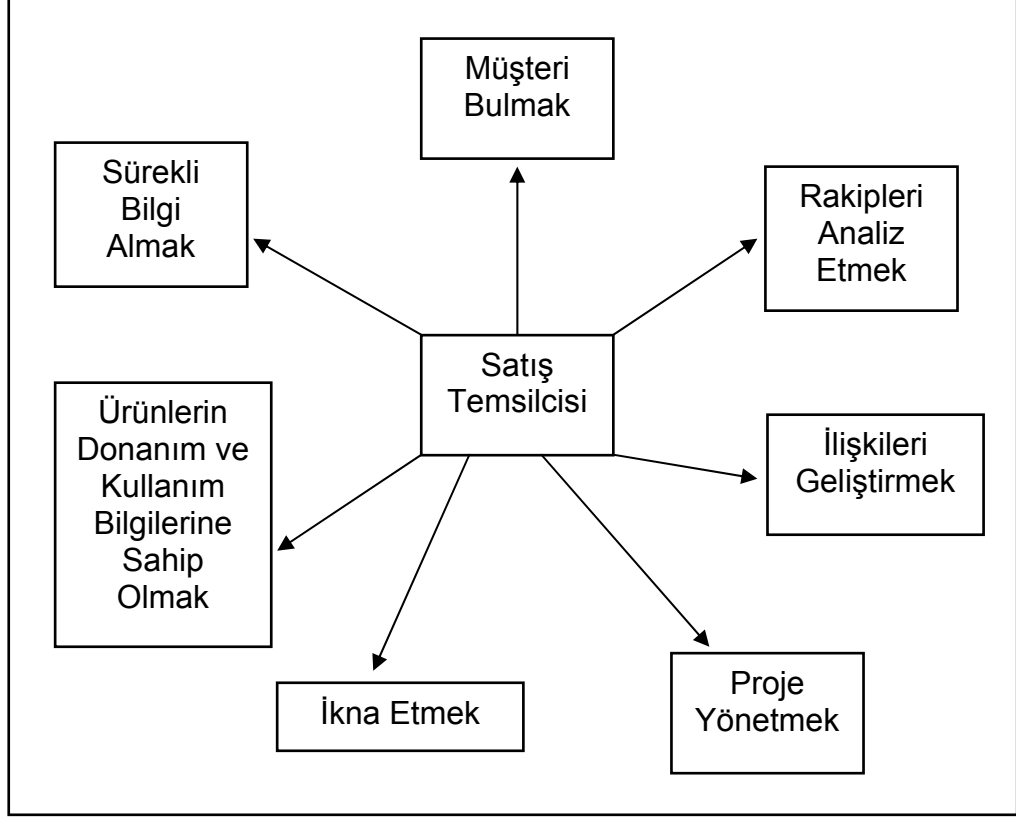 Müşteri
Bulmak
Sürekli
Bilgi
Almak
Rakipleri
Analiz
Etmek
Satış
Temsilcisi
Ürünlerin
Donanım ve
Kullanım
Bilgilerine
Sahip
Olmak
İlişkileri
Geliştirmek
İkna Etmek
Proje
Yönetmek